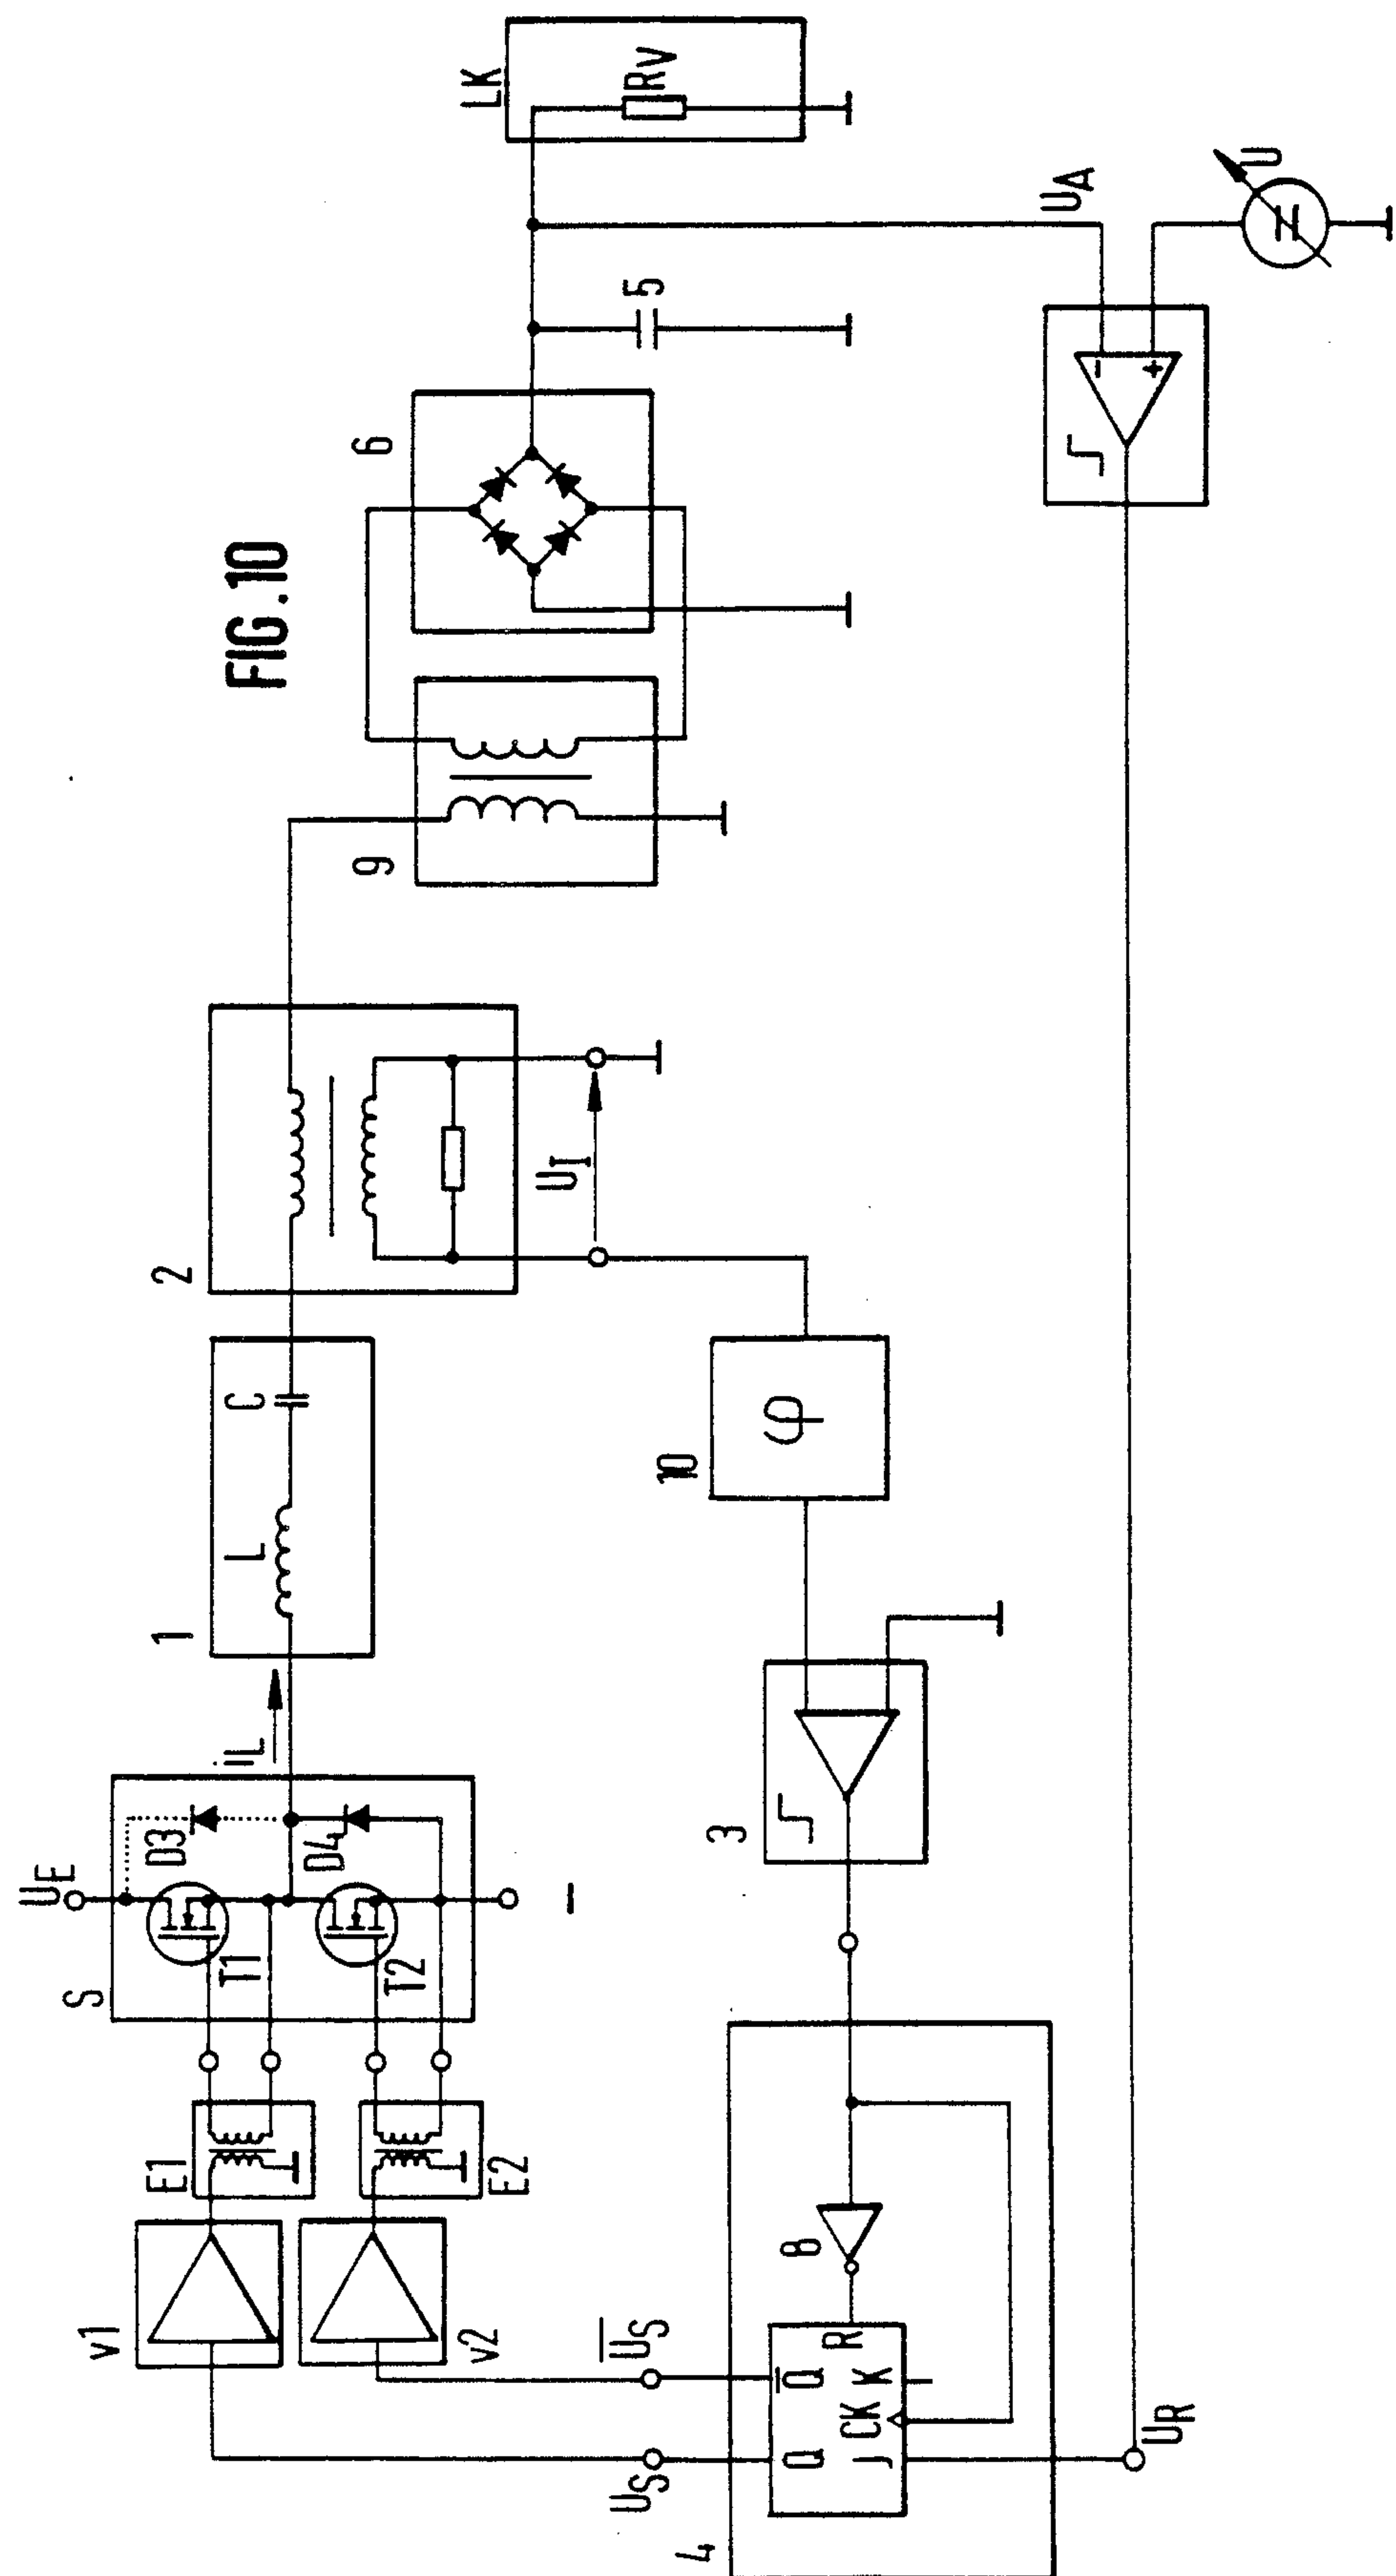 FIG.10
v1
v2
E1
E2
S
UE
T1
T2
D3
D4
–
iL
1
L
C
2
UI
9
6
5
LK
RV
US
US
4
Q
Q
J
CK
K
R
8
3
10
φ
UR
-
+
UA
U